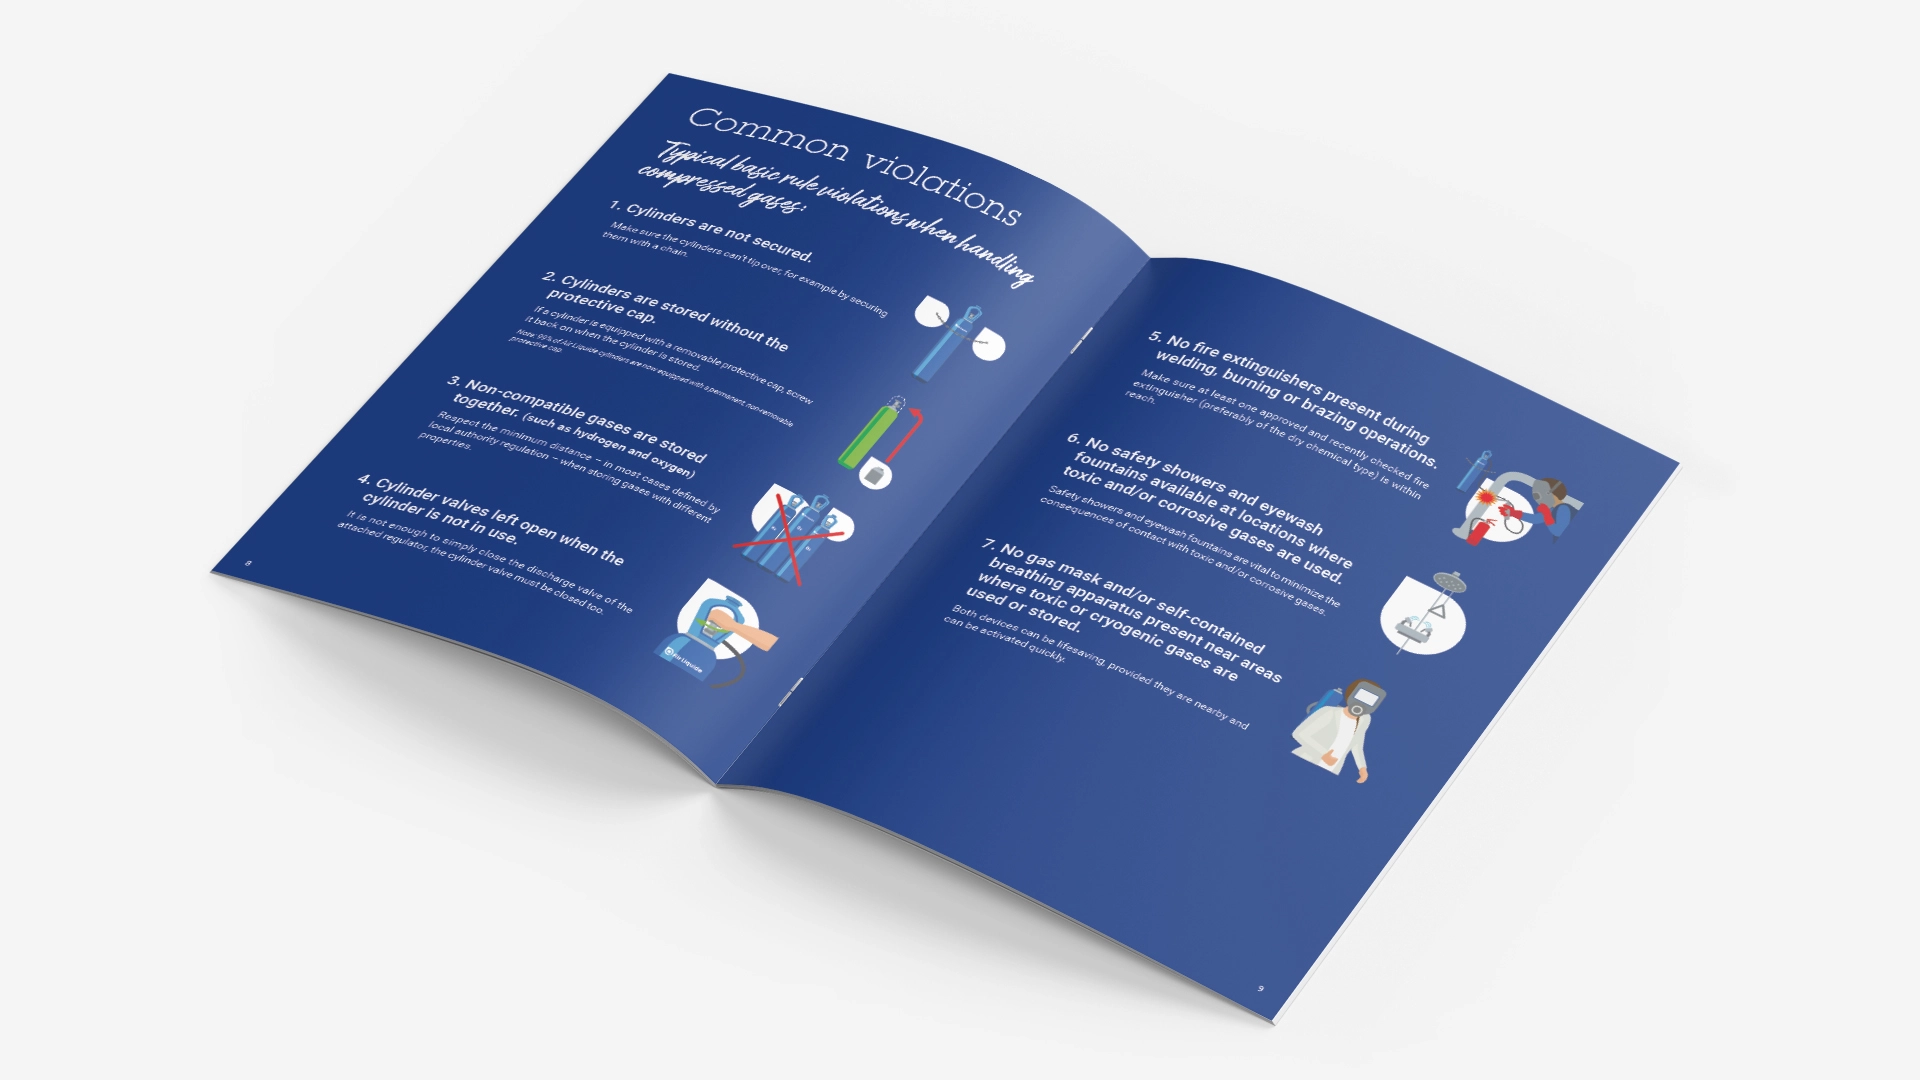 Common violations
Typical basic rule violations when handling
compressed gases:
1. Cylinders are not secured.
Make sure the cylinders can't tip over, for example by securing
them with a chain.
2. Cylinders are stored without the
protective cap.
If a cylinder is equipped with a removable protective cap, screw
it back on when the cylinder is stored.
Note: 99% of Air Liquide cylinders are now equipped with a permanent, non-removable
protective cap.
3. Non-compatible gases are stored
together. (such as hydrogen and oxygen)
Respect the minimum distance – in most cases defined by
local authority regulation – when storing gases with different
properties.
4. Cylinder valves left open when the
cylinder is not in use.
It is not enough to simply close the discharge valve of the
attached regulator, the cylinder valve must be closed too.
Air Liquide
8
5. No fire extinguishers present during
welding, burning or brazing operations.
Make sure at least one approved and recently checked fire
extinguisher (preferably of the dry chemical type) is within
reach.
6. No safety showers and eyewash
fountains available at locations where
toxic and/or corrosive gases are used.
Safety showers and eyewash fountains are vital to minimize the
consequences of contact with toxic and/or corrosive gases.
7. No gas mask and/or self-contained
breathing apparatus present near areas
where toxic or cryogenic gases are
used or stored.
Both devices can be lifesaving, provided they are nearby and
can be activated quickly.
9